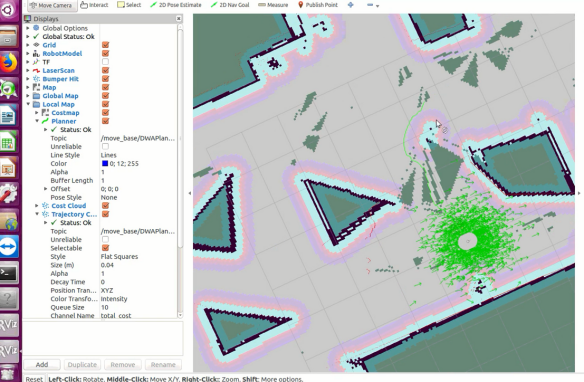 Move Camera Interact Select 2D Pose Estimate 2D Nav Goal Measure Publish Point
Displays
Global Options
Global Status: Ok
Grid
RobotModel
TF
LaserScan
Bumper Hit
Map
Global Map
Local Map
Costmap
Planner
Status: Ok
Topic /move_base/DWAPlan...
Unreliable
Line Style Lines
Color 0; 12; 255
Alpha 1
Buffer Length 1
Offset 0; 0; 0
Pose Style None
Cost Cloud
Trajectory C...
Status: Ok
Topic /move_base/DWAPlan...
Unreliable
Selectable
Style Flat Squares
Size (m) 0.04
Alpha 1
Decay Time 0
Position Tran... XYZ
Color Transfo... Intensity
Queue Size 10
Channel Name total_cost
Add Duplicate Remove Rename
Reset Left-Click: Rotate. Middle-Click: Move X/Y. Right-Click:: Zoom. Shift: More options.
RViz
RViz